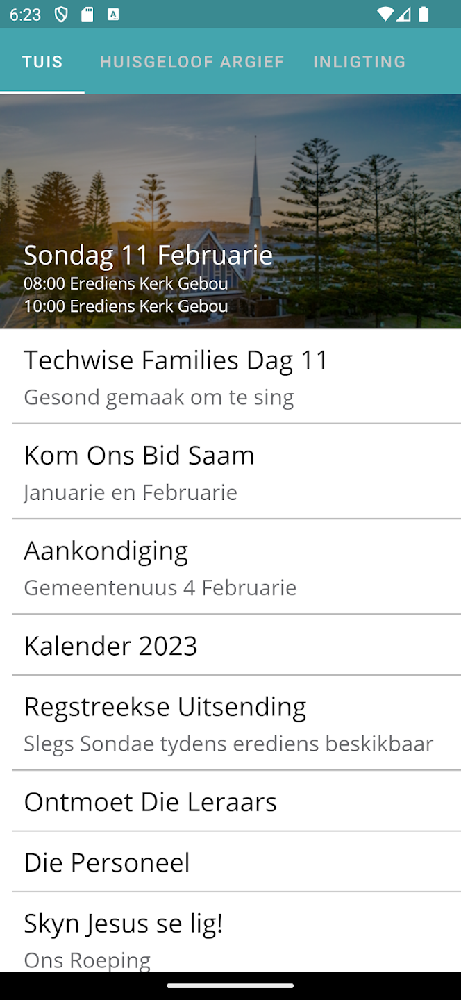 6:23
TUIS
HUISGELOOF ARGIEF
INLIGTING
Sondag 11 Februarie
08:00 Erediens Kerk Gebou
10:00 Erediens Kerk Gebou
Techwise Families Dag 11
Gesond gemaak om te sing
Kom Ons Bid Saam
Januarie en Februarie
Aankondiging
Gemeentenuus 4 Februarie
Kalender 2023
Regstreekse Uitsending
Slegs Sondae tydens erediens beskikbaar
Ontmoet Die Leraars
Die Personeel
Skyn Jesus se lig!
Ons Roeping